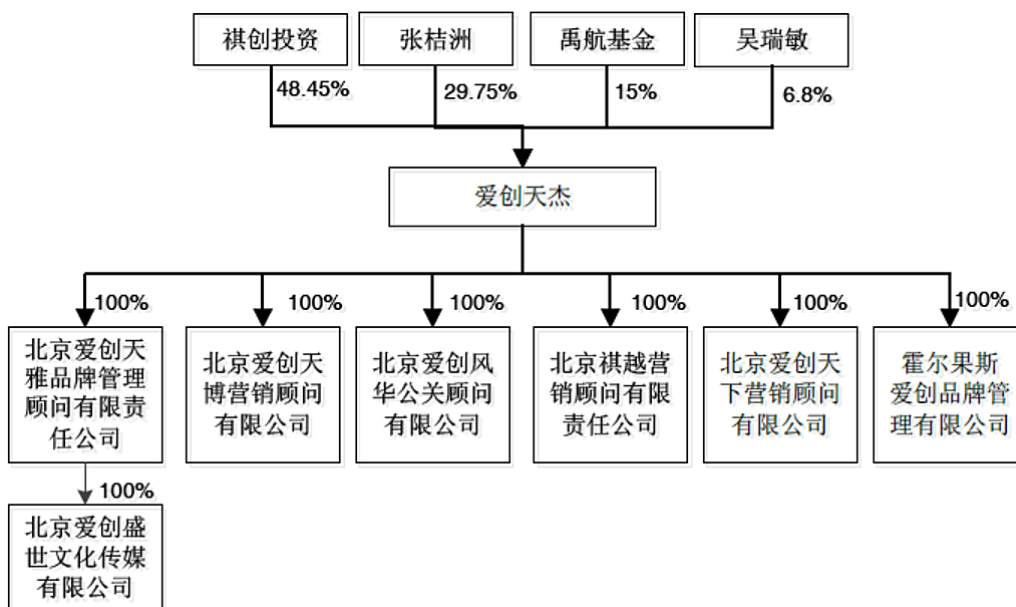 祺创投资
张桔洲
禹航基金
吴瑞敏
48.45%
29.75%
15%
6.8%
爱创天杰
100%
100%
100%
100%
100%
100%
北京爱创天
雅品牌管理
顾问有限责
任公司
北京爱创天
博营销顾问
有限公司
北京爱创风
华公关顾问
有限公司
北京祺越营
销顾问有限
责任公司
北京爱创天
下营销顾问
有限公司
霍尔果斯
爱创品牌管
理有限公司
100%
北京爱创盛
世文化传媒
有限公司